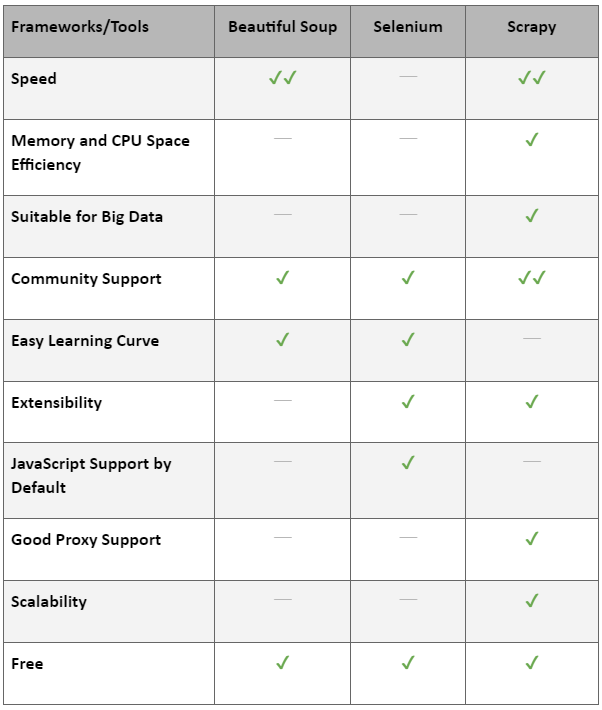 Frameworks/Tools Beautiful Soup Selenium Scrapy
Speed ✓✓ — ✓✓
Memory and CPU Space
Efficiency — — ✓
Suitable for Big Data — — ✓
Community Support ✓ ✓ ✓✓
Easy Learning Curve ✓ ✓ —
Extensibility — ✓ ✓
JavaScript Support by
Default — ✓ —
Good Proxy Support — — ✓
Scalability — — ✓
Free ✓ ✓ ✓